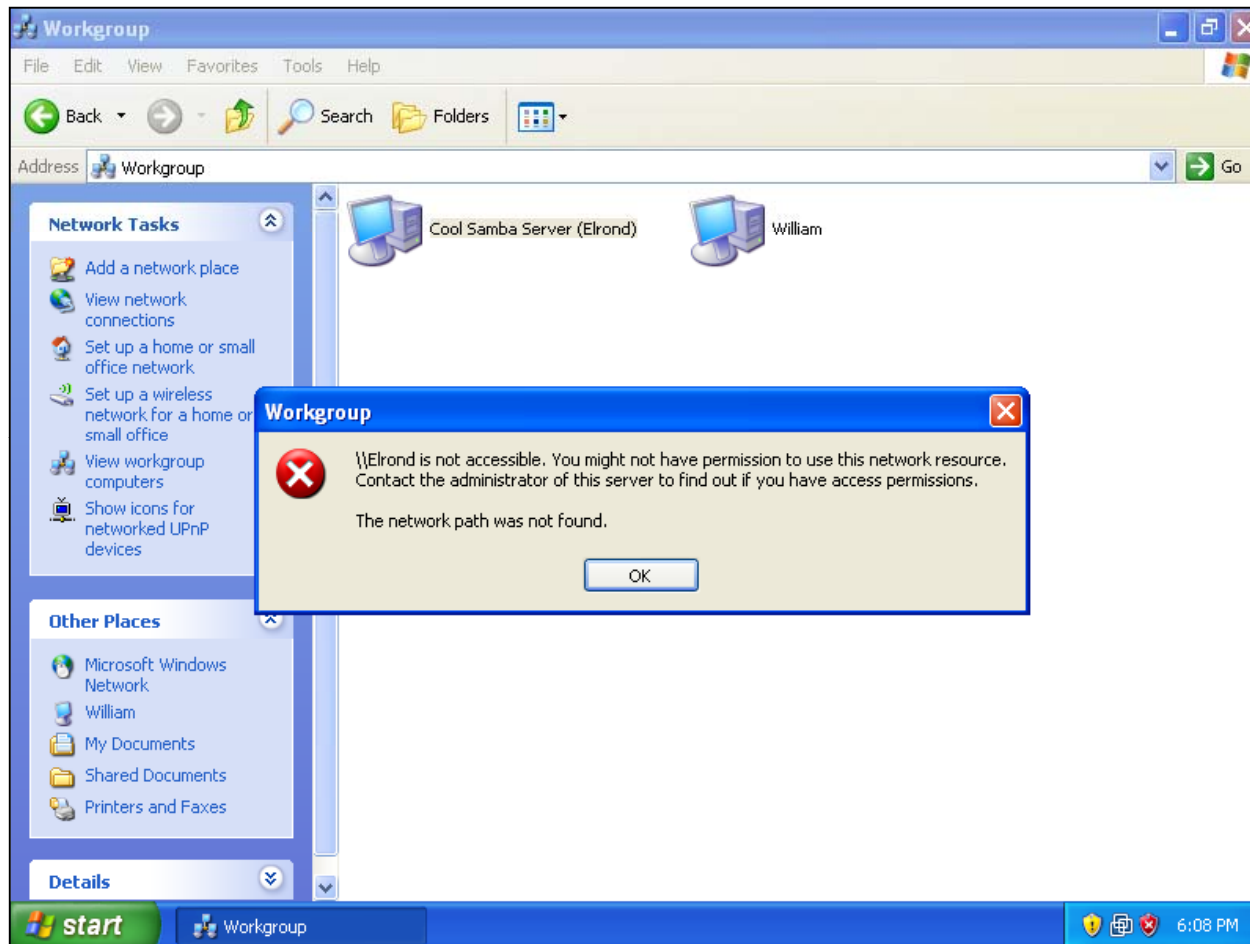 Workgroup
File Edit View Favorites Tools Help
Back Search Folders
Address Workgroup Go
Network Tasks
Add a network place
View network
connections
Set up a home or small
office network
Set up a wireless
network for a home or
small office
View workgroup
computers
Show icons for
networked UPnP
devices
Other Places
Microsoft Windows
Network
William
My Documents
Shared Documents
Printers and Faxes
Details
Cool Samba Server (Elrond)
William
Workgroup
\\Elrond is not accessible. You might not have permission to use this network resource.
Contact the administrator of this server to find out if you have access permissions.
The network path was not found.
OK
start Workgroup 6:08 PM